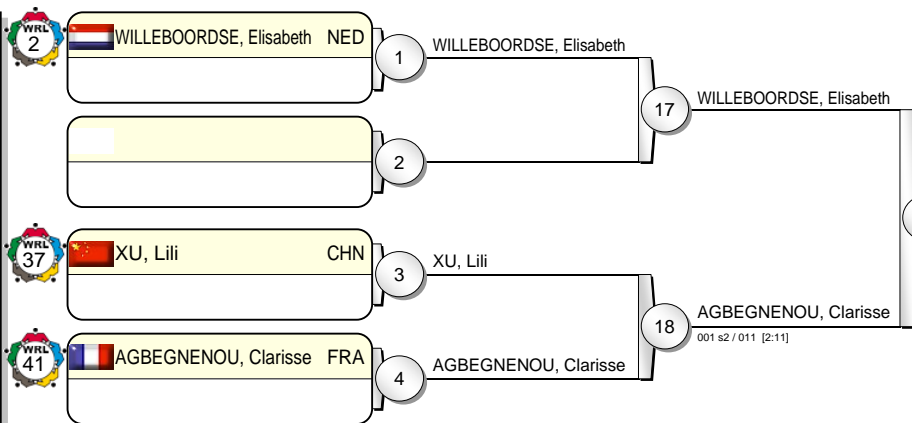 WRL
2
WILLEBOORDSE, Elisabeth NED
1
WILLEBOORDSE, Elisabeth
17
WILLEBOORDSE, Elisabeth
2
WRL
37
XU, Lili CHN
3
XU, Lili
18
AGBEGNENOU, Clarisse
001 s2 / 011 [2:11]
WRL
41
AGBEGNENOU, Clarisse FRA
4
AGBEGNENOU, Clarisse